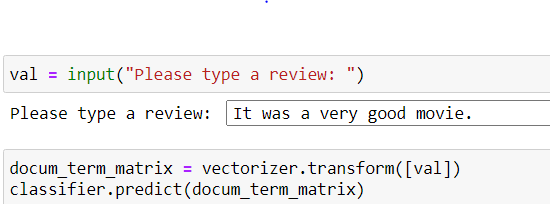 val = input("Please type a review: ")
Please type a review: It was a very good movie.
docum_term_matrix = vectorizer.transform([val])
classifier.predict(docum_term_matrix)